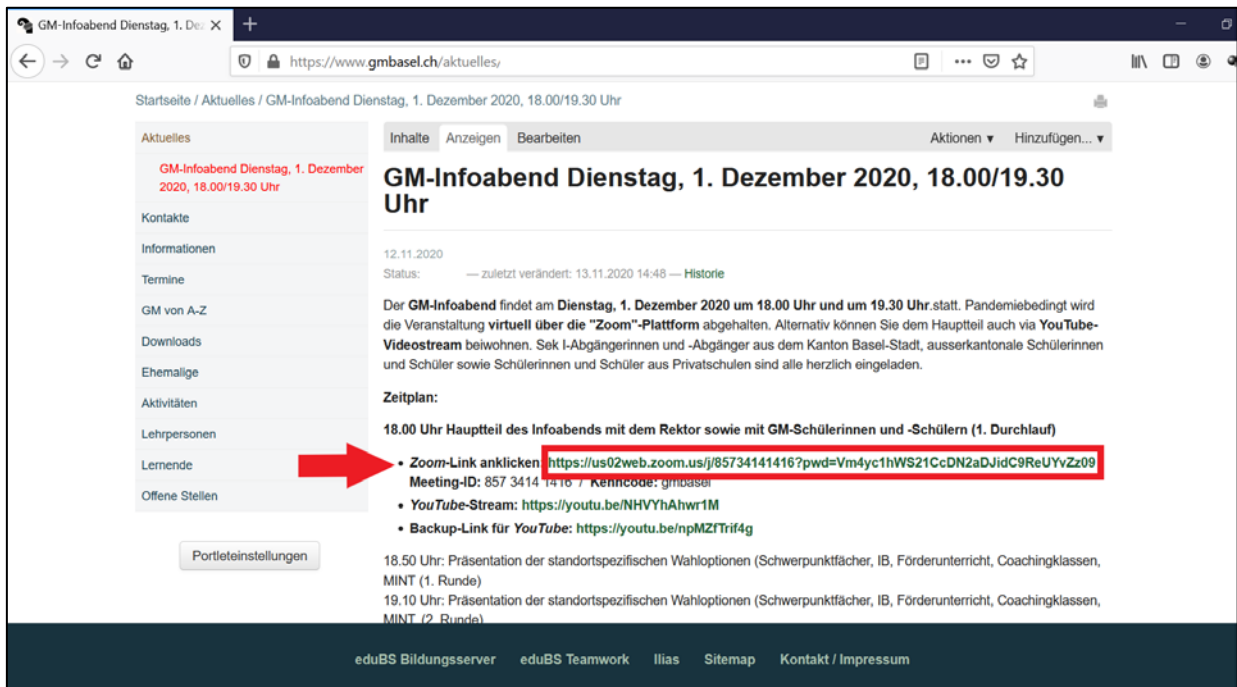 GM-Infoabend Dienstag, 1. Dez
https://www.gmbasel.ch/aktuelles/
Startseite / Aktuelles / GM-Infoabend Dienstag, 1. Dezember 2020, 18.00/19.30 Uhr
Aktuelles
GM-Infoabend Dienstag, 1. Dezember
2020, 18.00/19.30 Uhr
Kontakte
Informationen
Termine
GM von A-Z
Downloads
Ehemalige
Aktivitäten
Lehrpersonen
Lernende
Offene Stellen
Portleteinstellungen
Inhalte Anzeigen Bearbeiten Aktionen ▾ Hinzufügen... ▾
GM-Infoabend Dienstag, 1. Dezember 2020, 18.00/19.30
Uhr
12.11.2020
Status: — zuletzt verändert: 13.11.2020 14:48 — Historie
Der GM-Infoabend findet am Dienstag, 1. Dezember 2020 um 18.00 Uhr und um 19.30 Uhr.statt. Pandemiebedingt wird
die Veranstaltung virtuell über die "Zoom"-Plattform abgehalten. Alternativ können Sie dem Hauptteil auch via YouTube-
Videostream beiwohnen. Sek I-Abgängerinnen und -Abgänger aus dem Kanton Basel-Stadt, ausserkantonale Schülerinnen
und Schüler sowie Schülerinnen und Schüler aus Privatschulen sind alle herzlich eingeladen.
Zeitplan:
18.00 Uhr Hauptteil des Infoabends mit dem Rektor sowie mit GM-Schülerinnen und -Schülern (1. Durchlauf)
• Zoom-Link anklicken: https://us02web.zoom.us/j/85734141416?pwd=Vm4yc1hWS21CcDN2aDJidC9ReUYvZz09
Meeting-ID: 857 3414 1416 / Kenncode: gmbasel
• YouTube-Stream: https://youtu.be/NHVYhAhwr1M
• Backup-Link für YouTube: https://youtu.be/npMZfTrif4g
18.50 Uhr: Präsentation der standortspezifischen Wahloptionen (Schwerpunktfächer, IB, Förderunterricht, Coachingklassen,
MINT (1. Runde)
19.10 Uhr: Präsentation der standortspezifischen Wahloptionen (Schwerpunktfächer, IB, Förderunterricht, Coachingklassen,
MINT (2. Runde)
eduBS Bildungsserver eduBS Teamwork Ilias Sitemap Kontakt / Impressum